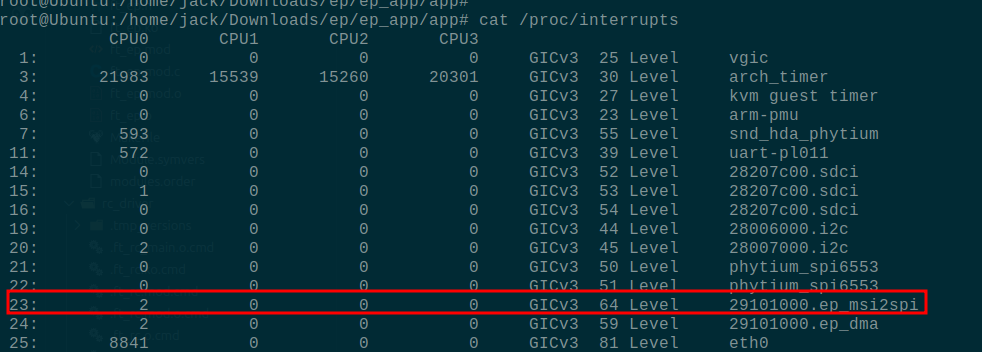 root@Ubuntu:/home/jack/Downloads/ep/ep_app/app#
root@Ubuntu:/home/jack/Downloads/ep/ep_app/app# cat /proc/interrupts
CPU0 CPU1 CPU2 CPU3
1: 0 0 0 0 GICv3 25 Level vgic
3: 21983 15539 15260 20301 GICv3 30 Level arch_timer
4: 0 0 0 0 GICv3 27 Level kvm guest timer
6: 0 0 0 0 GICv3 23 Level arm-pmu
7: 593 0 0 0 GICv3 55 Level snd_hda_phytium
11: 572 0 0 0 GICv3 39 Level uart-pl011
14: 0 0 0 0 GICv3 52 Level 28207c00.sdci
15: 1 0 0 0 GICv3 53 Level 28207c00.sdci
16: 0 0 0 0 GICv3 54 Level 28207c00.sdci
19: 0 0 0 0 GICv3 44 Level 28006000.i2c
20: 2 0 0 0 GICv3 45 Level 28007000.i2c
21: 0 0 0 0 GICv3 50 Level phytium_spi6553
22: 0 0 0 0 GICv3 51 Level phytium_spi6553
23: 2 0 0 0 GICv3 64 Level 29101000.ep_msi2spi
24: 2 0 0 0 GICv3 59 Level 29101000.ep_dma
25: 8841 0 0 0 GICv3 81 Level eth0